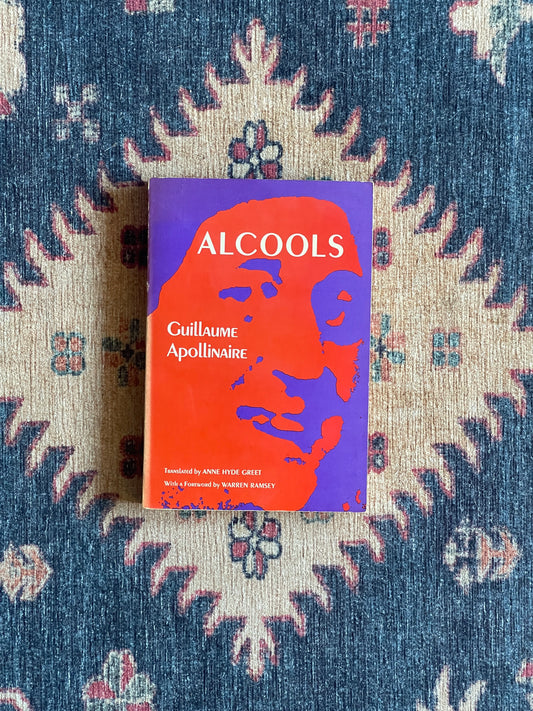 ALCOOLS
Guillaume
Apollinaire
Translated by ANNE HYDE GREET
With a Foreword by WARREN RAMSEY